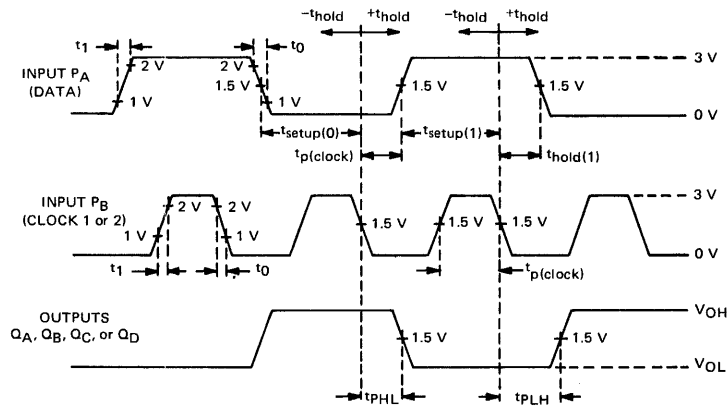 −thold +thold −thold +thold
t1 t0
INPUT PA
(DATA)
2 V 2 V
1.5 V 1.5 V 1.5 V
1 V 1 V
3 V
0 V
tsetup(0) tsetup(1)
tp(clock) thold(1)
INPUT PB
(CLOCK 1 or 2)
2 V 2 V
1 V 1 V
1.5 V 1.5 V 1.5 V
3 V
0 V
t1 t0 tp(clock)
OUTPUTS
QA, QB, QC, or QD
1.5 V 1.5 V
VOH
VOL
tPHL tPLH